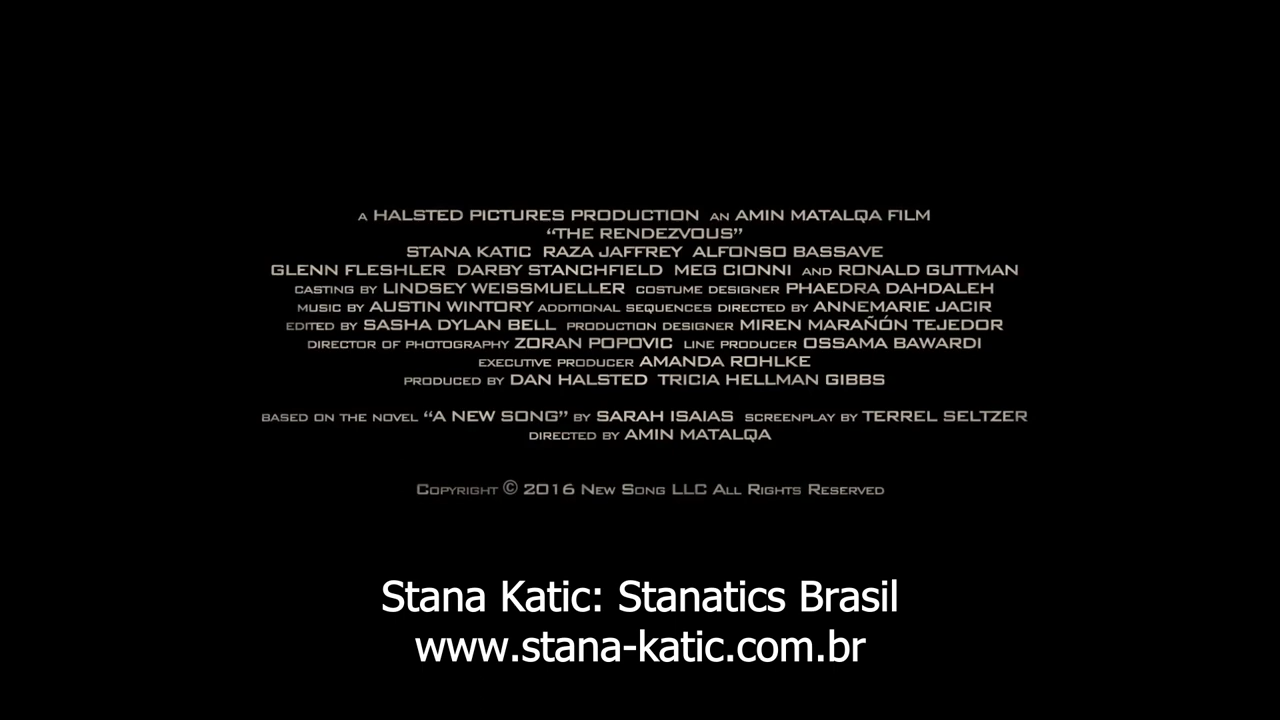 A HALSTED PICTURES PRODUCTION AN AMIN MATALQA FILM
“THE RENDEZVOUS”
STANA KATIC RAZA JAFFREY ALFONSO BASSAVE
GLENN FLESHLER DARBY STANCHFIELD MEG CIONNI AND RONALD GUTTMAN
CASTING BY LINDSEY WEISSMUELLER COSTUME DESIGNER PHAEDRA DAHDALEH
MUSIC BY AUSTIN WINTORY ADDITIONAL SEQUENCES DIRECTED BY ANNEMARIE JACIR
EDITED BY SASHA DYLAN BELL PRODUCTION DESIGNER MIREN MARAÑÓN TEJEDOR
DIRECTOR OF PHOTOGRAPHY ZORAN POPOVIC LINE PRODUCER OSSAMA BAWARDI
EXECUTIVE PRODUCER AMANDA ROHLKE
PRODUCED BY DAN HALSTED TRICIA HELLMAN GIBBS
BASED ON THE NOVEL “A NEW SONG” BY SARAH ISAIAS SCREENPLAY BY TERREL SELTZER
DIRECTED BY AMIN MATALQA
Copyright © 2016 New Song LLC All Rights Reserved
Stana Katic: Stanatics Brasil
www.stana-katic.com.br